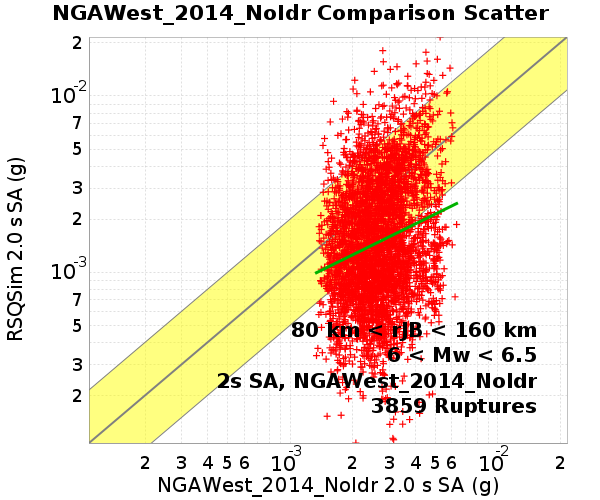 NGAWest_2014_NoIdr Comparison Scatter
RSQSim 2.0 s SA (g)
2
10-2
7
5
3
2
10-3
7
5
3
2
80 km < rJB < 160 km
6 < Mw < 6.5
2s SA, NGAWest_2014_NoIdr
3859 Ruptures
2 3 4 5 6 10-3 2 3 4 5 6 10-2 2
NGAWest_2014_NoIdr 2.0 s SA (g)